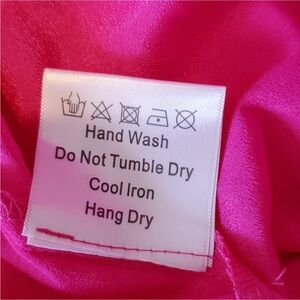 Hand Wash
Do Not Tumble Dry
Cool Iron
Hang Dry